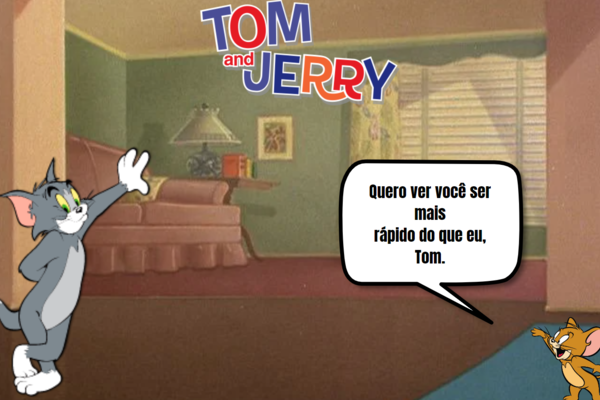 TOM
and JERRY
Quero ver você ser
mais
rápido do que eu,
Tom.